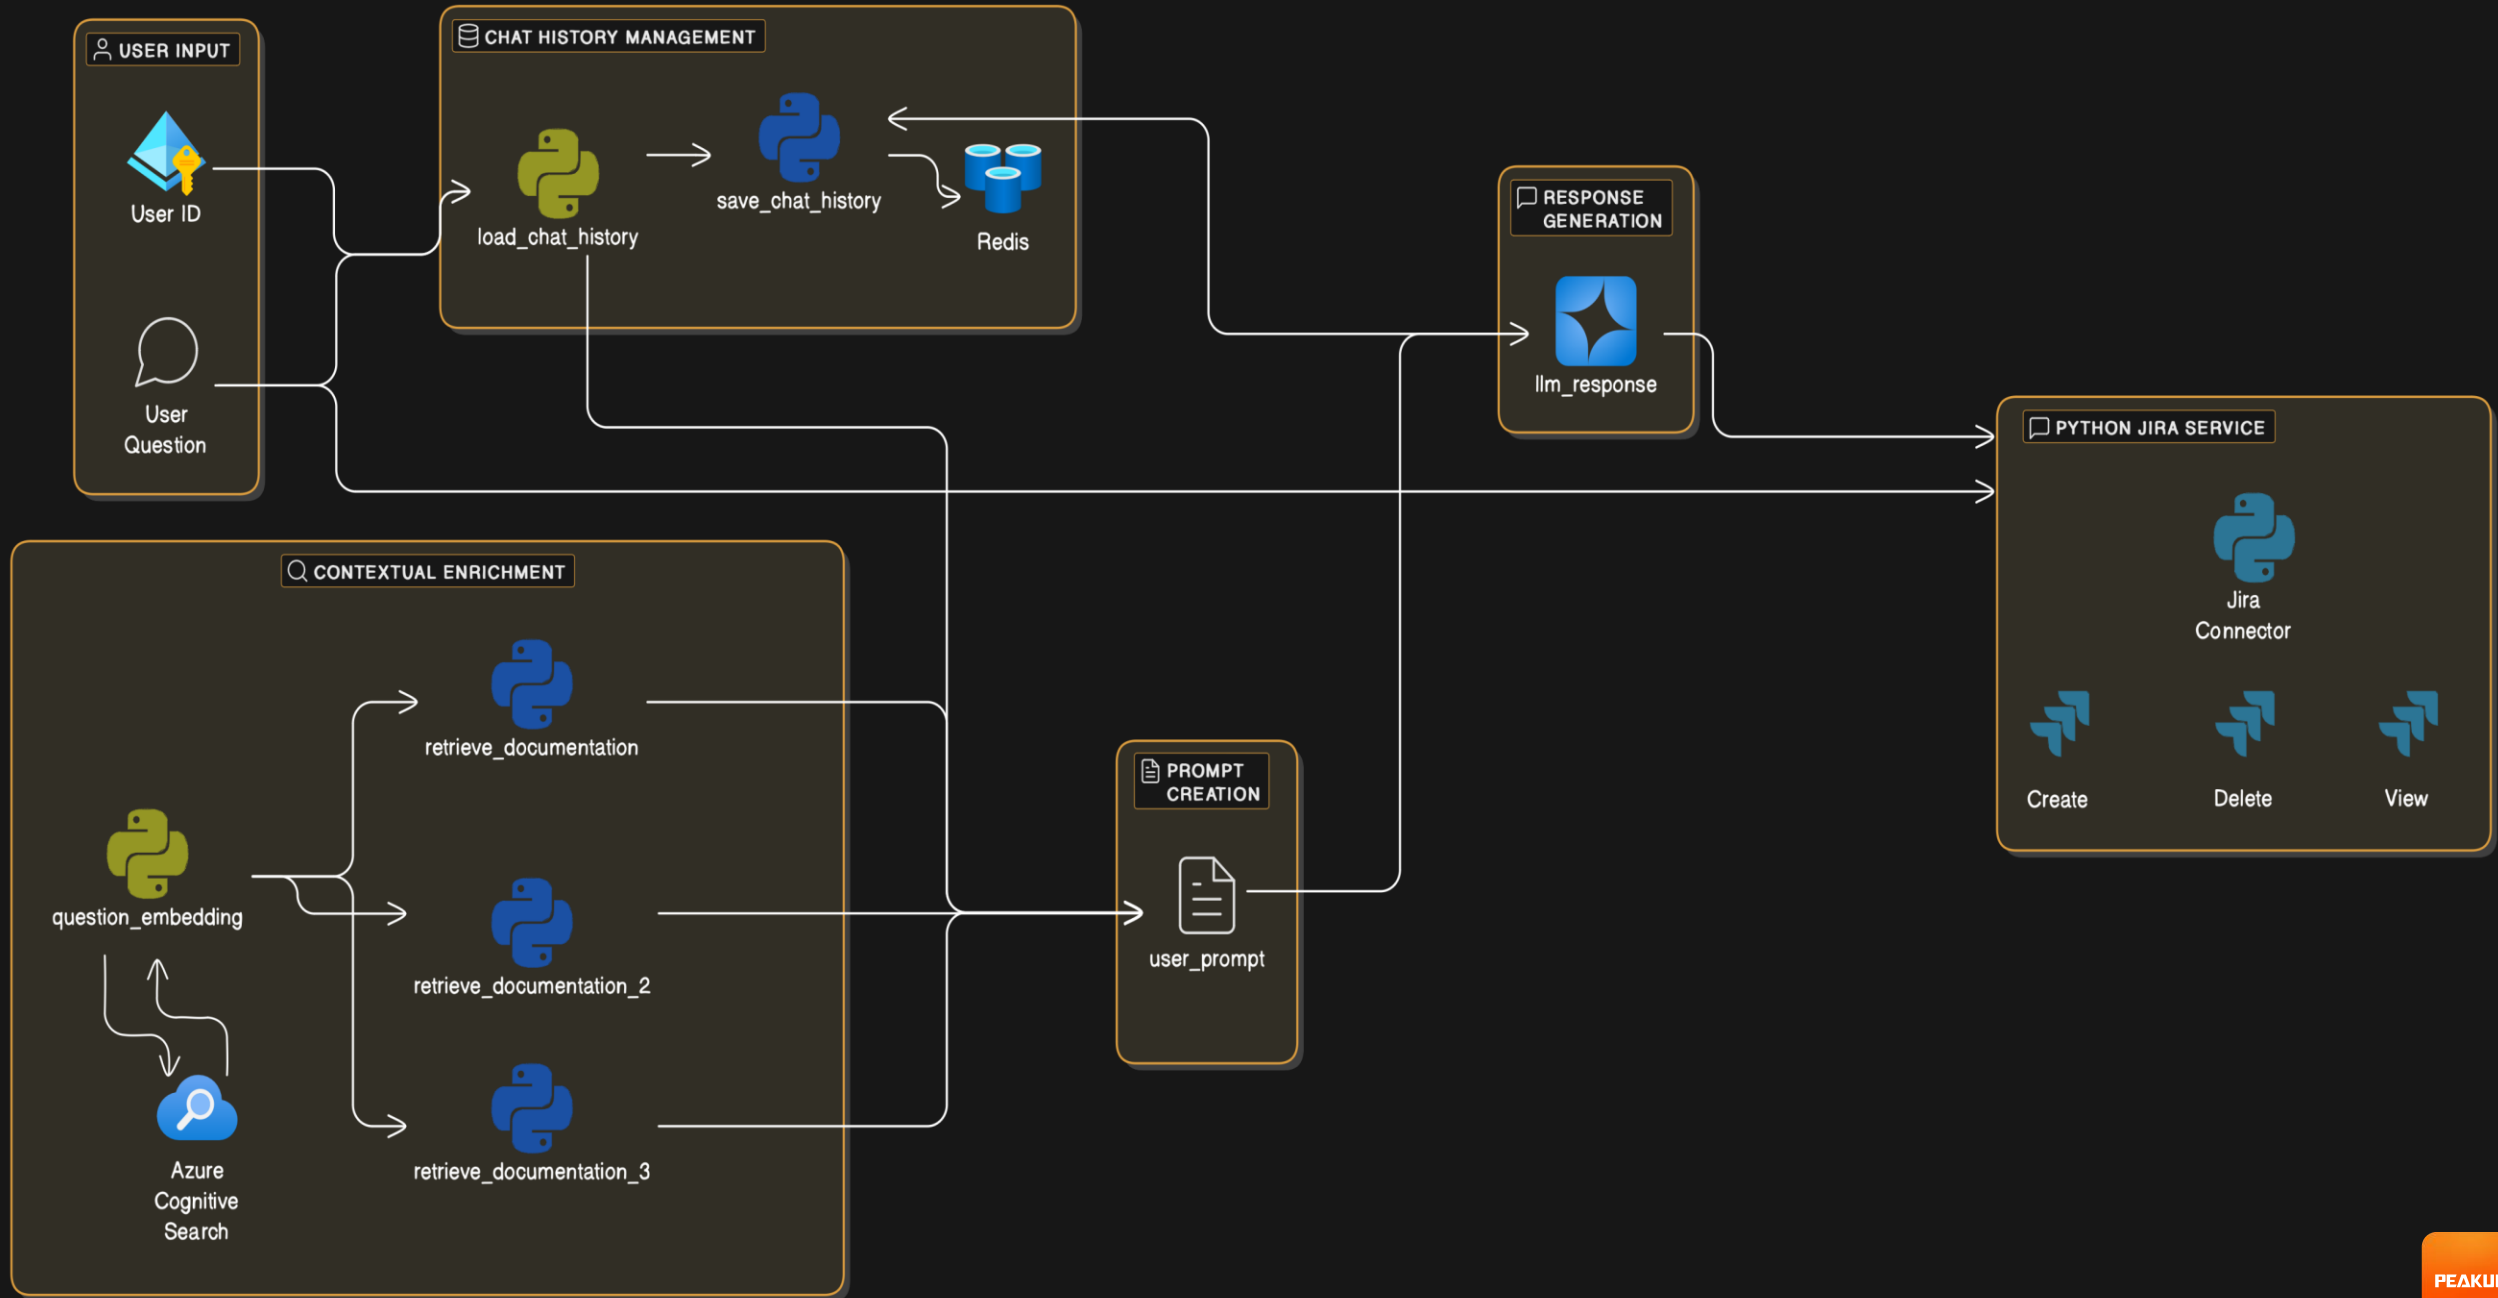 USER INPUT
User ID
User
Question
CHAT HISTORY MANAGEMENT
load_chat_history
save_chat_history
Redis
RESPONSE
GENERATION
llm_response
PYTHON JIRA SERVICE
Jira
Connector
Create
Delete
View
CONTEXTUAL ENRICHMENT
retrieve_documentation
question_embedding
retrieve_documentation_2
Azure
Cognitive
Search
retrieve_documentation_3
PROMPT
CREATION
user_prompt